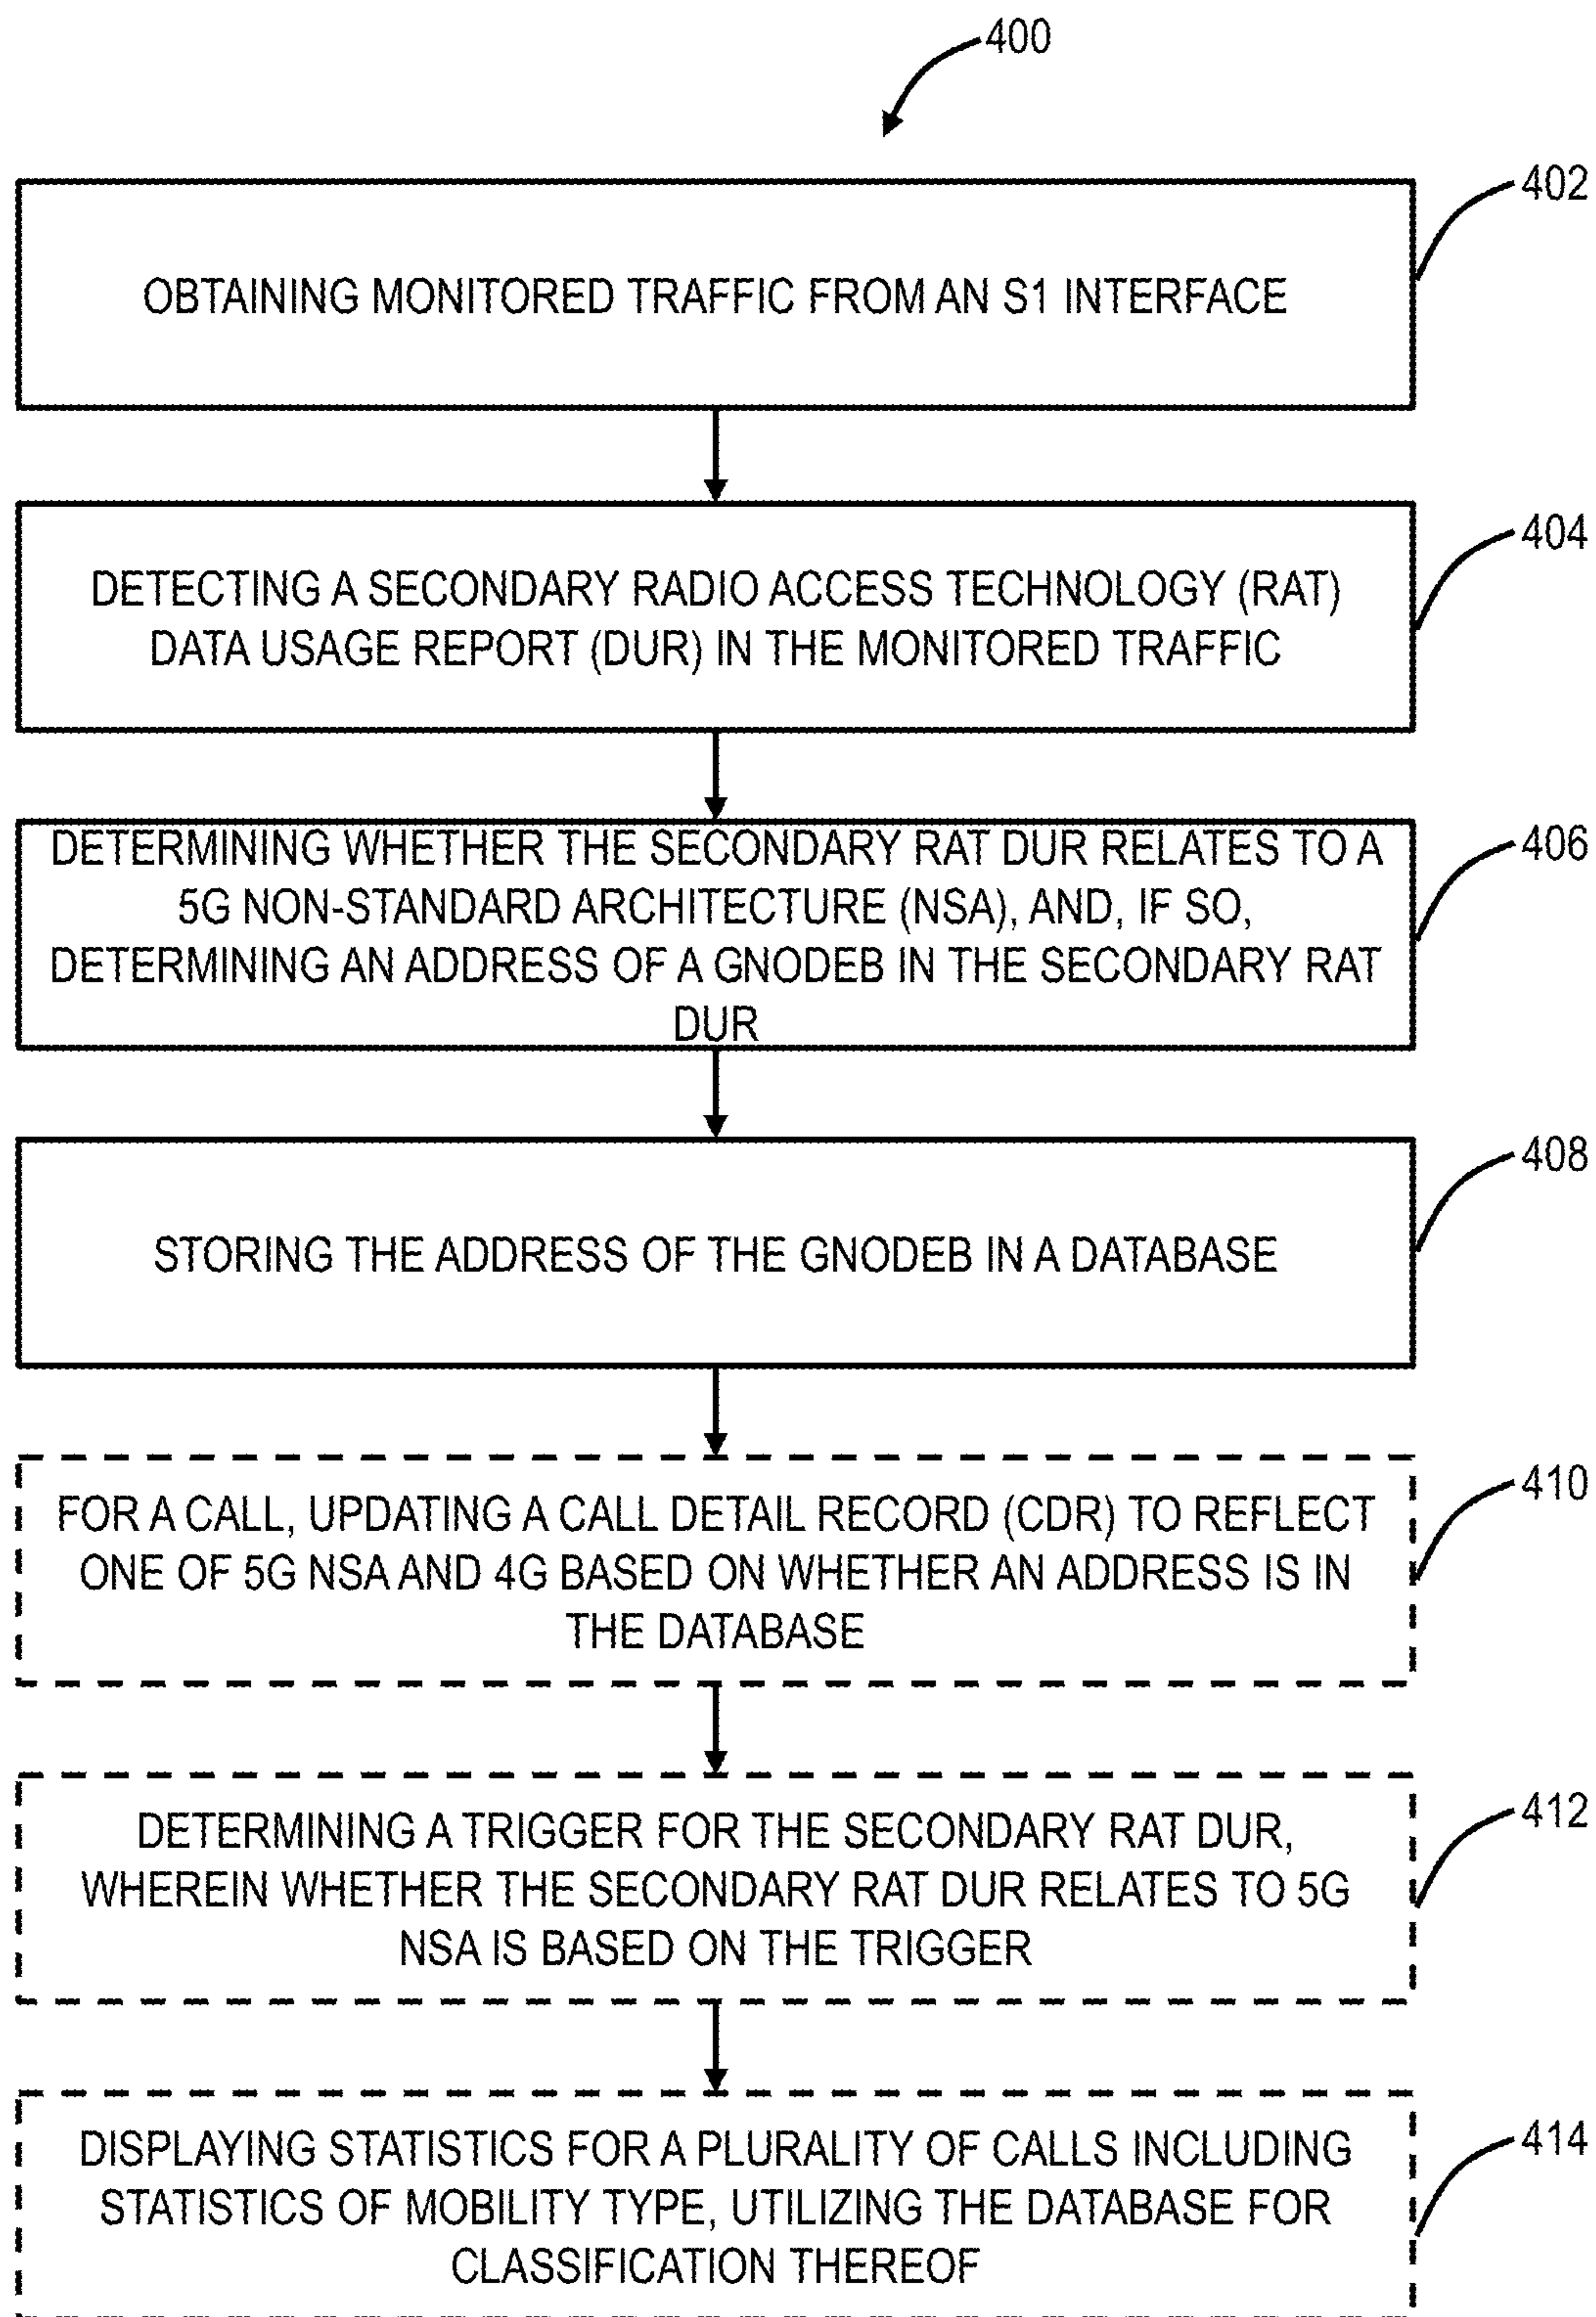 400
402
OBTAINING MONITORED TRAFFIC FROM AN S1 INTERFACE
404
DETECTING A SECONDARY RADIO ACCESS TECHNOLOGY (RAT)
DATA USAGE REPORT (DUR) IN THE MONITORED TRAFFIC
406
DETERMINING WHETHER THE SECONDARY RAT DUR RELATES TO A
5G NON-STANDARD ARCHITECTURE (NSA), AND, IF SO,
DETERMINING AN ADDRESS OF A GNODEB IN THE SECONDARY RAT
DUR
408
STORING THE ADDRESS OF THE GNODEB IN A DATABASE
410
FOR A CALL, UPDATING A CALL DETAIL RECORD (CDR) TO REFLECT
ONE OF 5G NSA AND 4G BASED ON WHETHER AN ADDRESS IS IN
THE DATABASE
412
DETERMINING A TRIGGER FOR THE SECONDARY RAT DUR,
WHEREIN WHETHER THE SECONDARY RAT DUR RELATES TO 5G
NSA IS BASED ON THE TRIGGER
414
DISPLAYING STATISTICS FOR A PLURALITY OF CALLS INCLUDING
STATISTICS OF MOBILITY TYPE, UTILIZING THE DATABASE FOR
CLASSIFICATION THEREOF